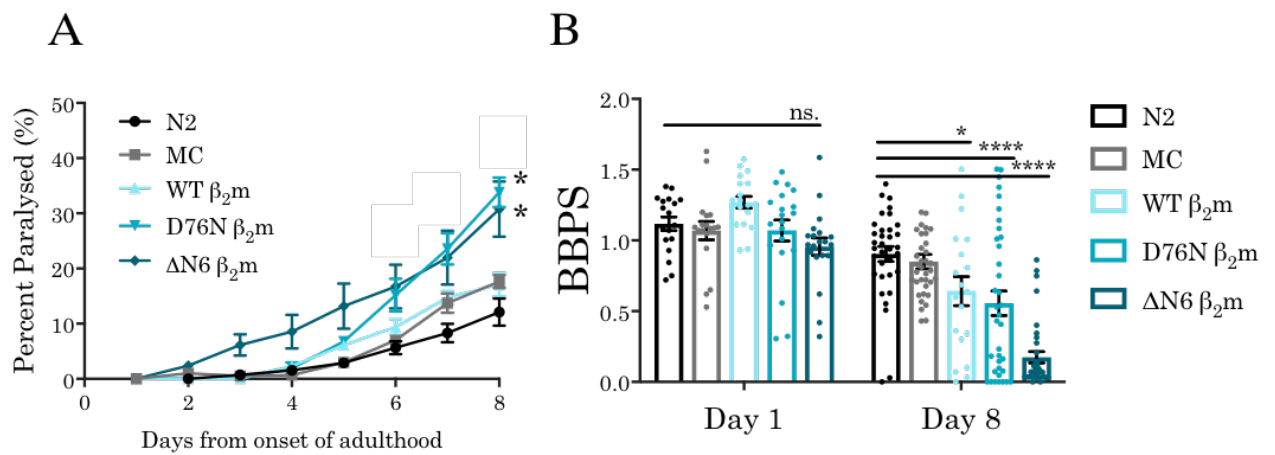 A
B
Percent Paralysed (%)
50
40
30
20
10
0
N2
MC
WT β₂m
D76N β₂m
ΔN6 β₂m
*
*
0
2
4
6
8
Days from onset of adulthood
BBPS
2.0
1.5
1.0
0.5
0.0
ns.
*
****
****
Day 1
Day 8
N2
MC
WT β₂m
D76N β₂m
ΔN6 β₂m